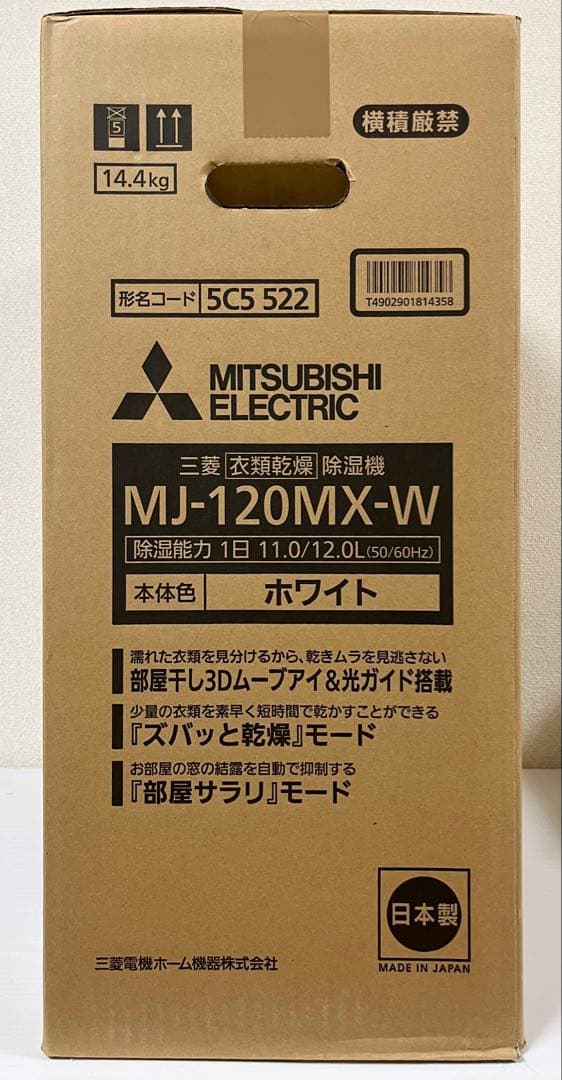 5
横積厳禁
14.4kg
T4902901814358
形名コード 5C5 522
MITSUBISHI
ELECTRIC
三菱 衣類乾燥 除湿機
MJ-120MX-W
除湿能力 1日 11.0/12.0L(50/60Hz)
本体色 ホワイト
濡れた衣類を見分けるから、乾きムラを見逃さない
部屋干し3Dムーブアイ&光ガイド搭載
少量の衣類を素早く短時間で乾かすことができる
『ズバッと乾燥』モード
お部屋の窓の結露を自動で抑制する
『部屋サラリ』モード
日本製
三菱電機ホーム機器株式会社
MADE IN JAPAN